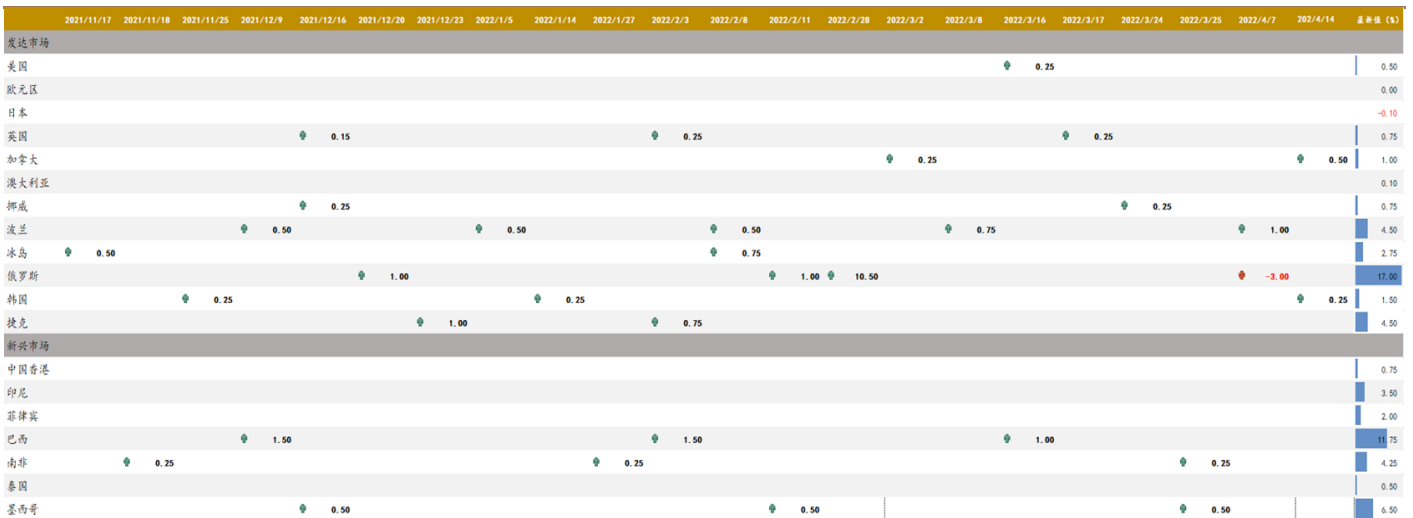 2021/11/17 2021/11/18 2021/11/25 2021/12/9 2021/12/16 2021/12/20 2021/12/23 2022/1/5 2022/1/14 2022/1/27 2022/2/3 2022/2/8 2022/2/11 2022/2/28 2022/3/2 2022/3/8 2022/3/16 2022/3/17 2022/3/24 2022/3/25 2022/4/7 202/4/14 最新值 (%)
发达市场
美国 0.25 0.50
欧元区 0.00
日本 -0.10
英国 0.15 0.25 0.25 0.75
加拿大 0.25 0.50 1.00
澳大利亚 0.10
挪威 0.25 0.25 0.75
波兰 0.50 0.50 0.50 0.75 1.00 4.50
冰岛 0.50 0.75 2.75
俄罗斯 1.00 1.00 10.50 -3.00 17.00
韩国 0.25 0.25 0.25 1.50
捷克 1.00 0.75 4.50
新兴市场
中国香港 0.75
印尼 3.50
菲律宾 2.00
巴西 1.50 1.50 1.00 11.75
南非 0.25 0.25 0.25 4.25
泰国 0.50
墨西哥 0.50 0.50 0.50 6.50